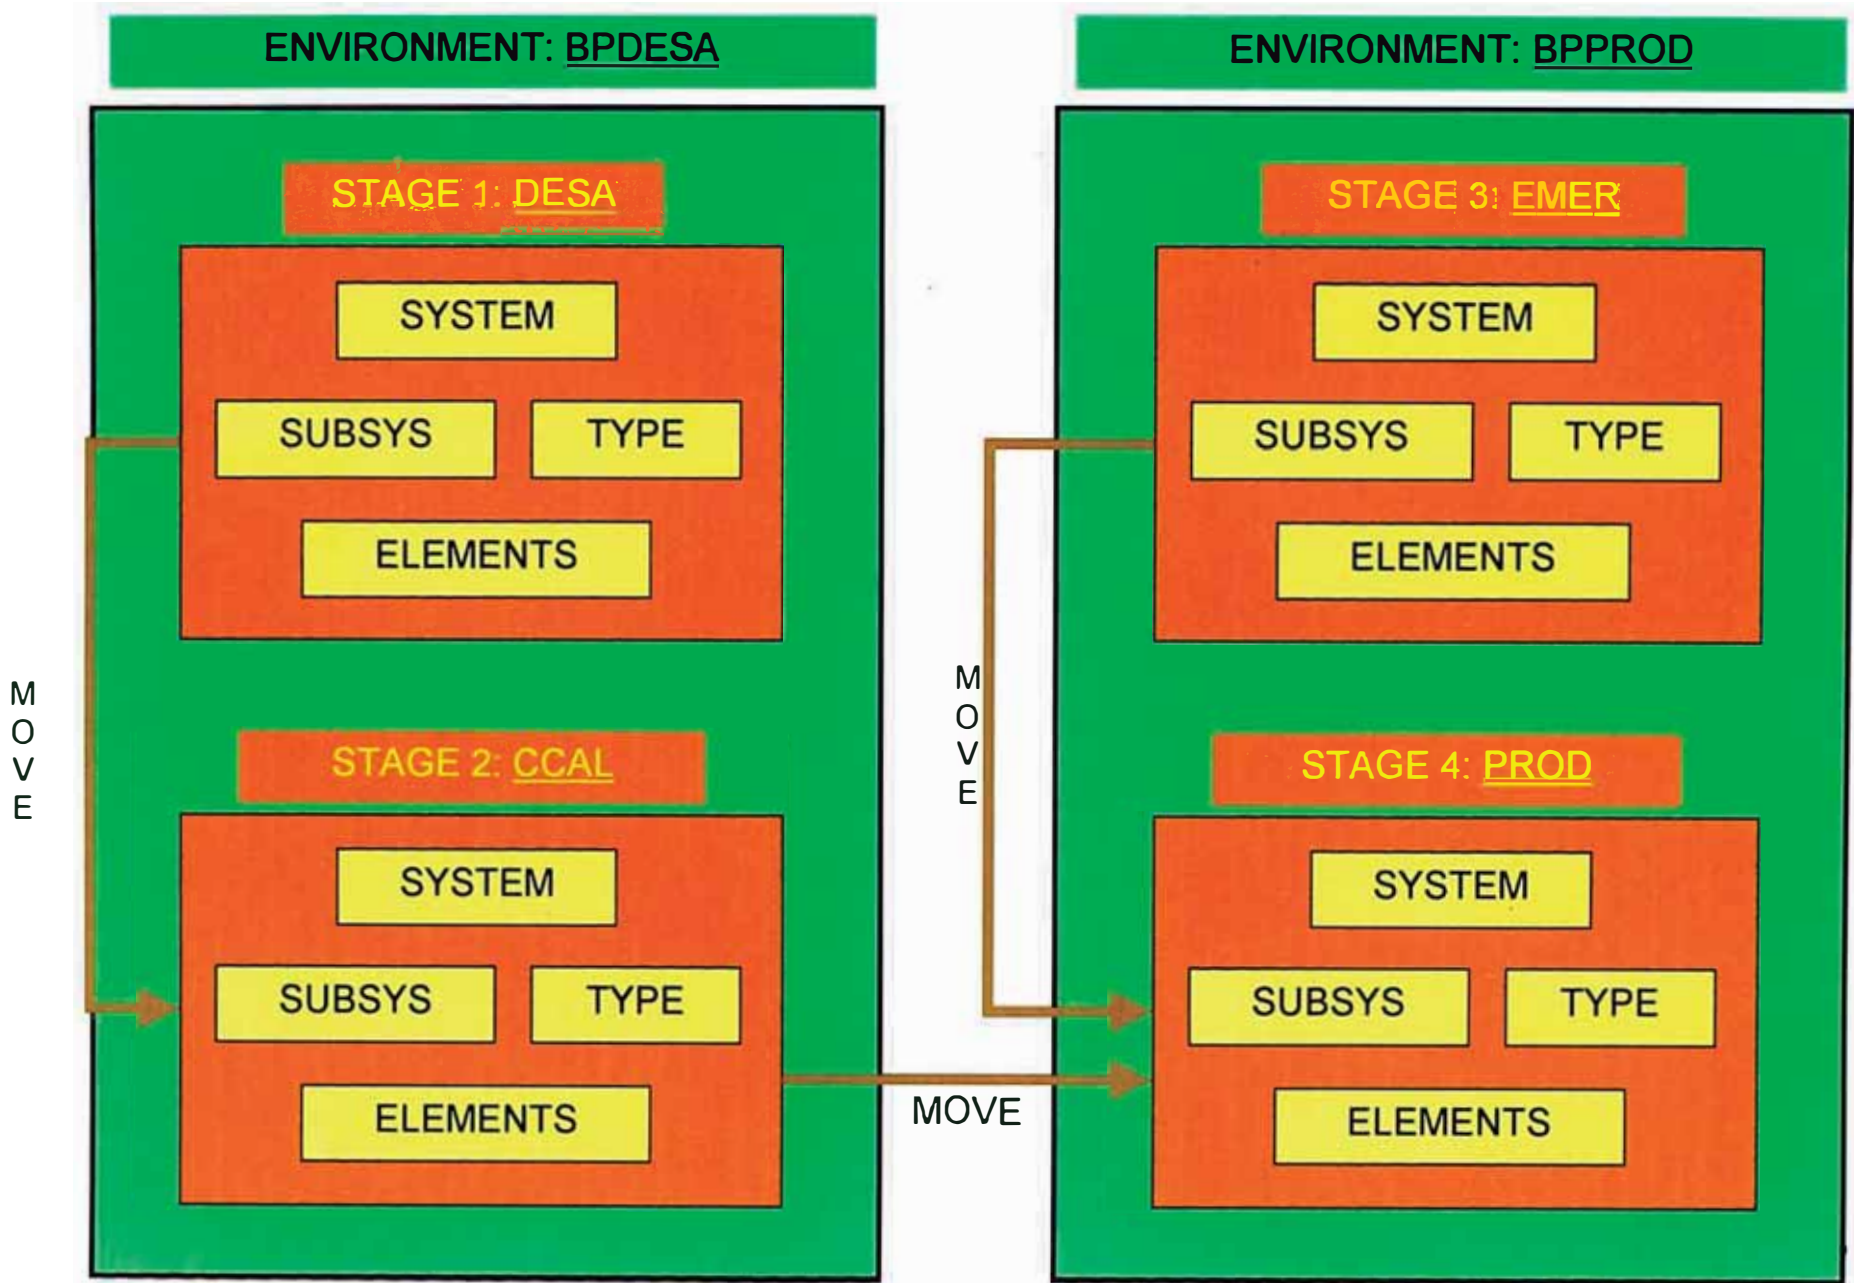 ENVIRONMENT: BPDESA
STAGE 1: DESA
SYSTEM
SUBSYS TYPE
ELEMENTS
M
O
V
E
STAGE 2: CCAL
SYSTEM
SUBSYS TYPE
ELEMENTS
MOVE
ENVIRONMENT: BPPROD
STAGE 3: EMER
SYSTEM
SUBSYS TYPE
ELEMENTS
M
O
V
E
STAGE 4: PROD
SYSTEM
SUBSYS TYPE
ELEMENTS